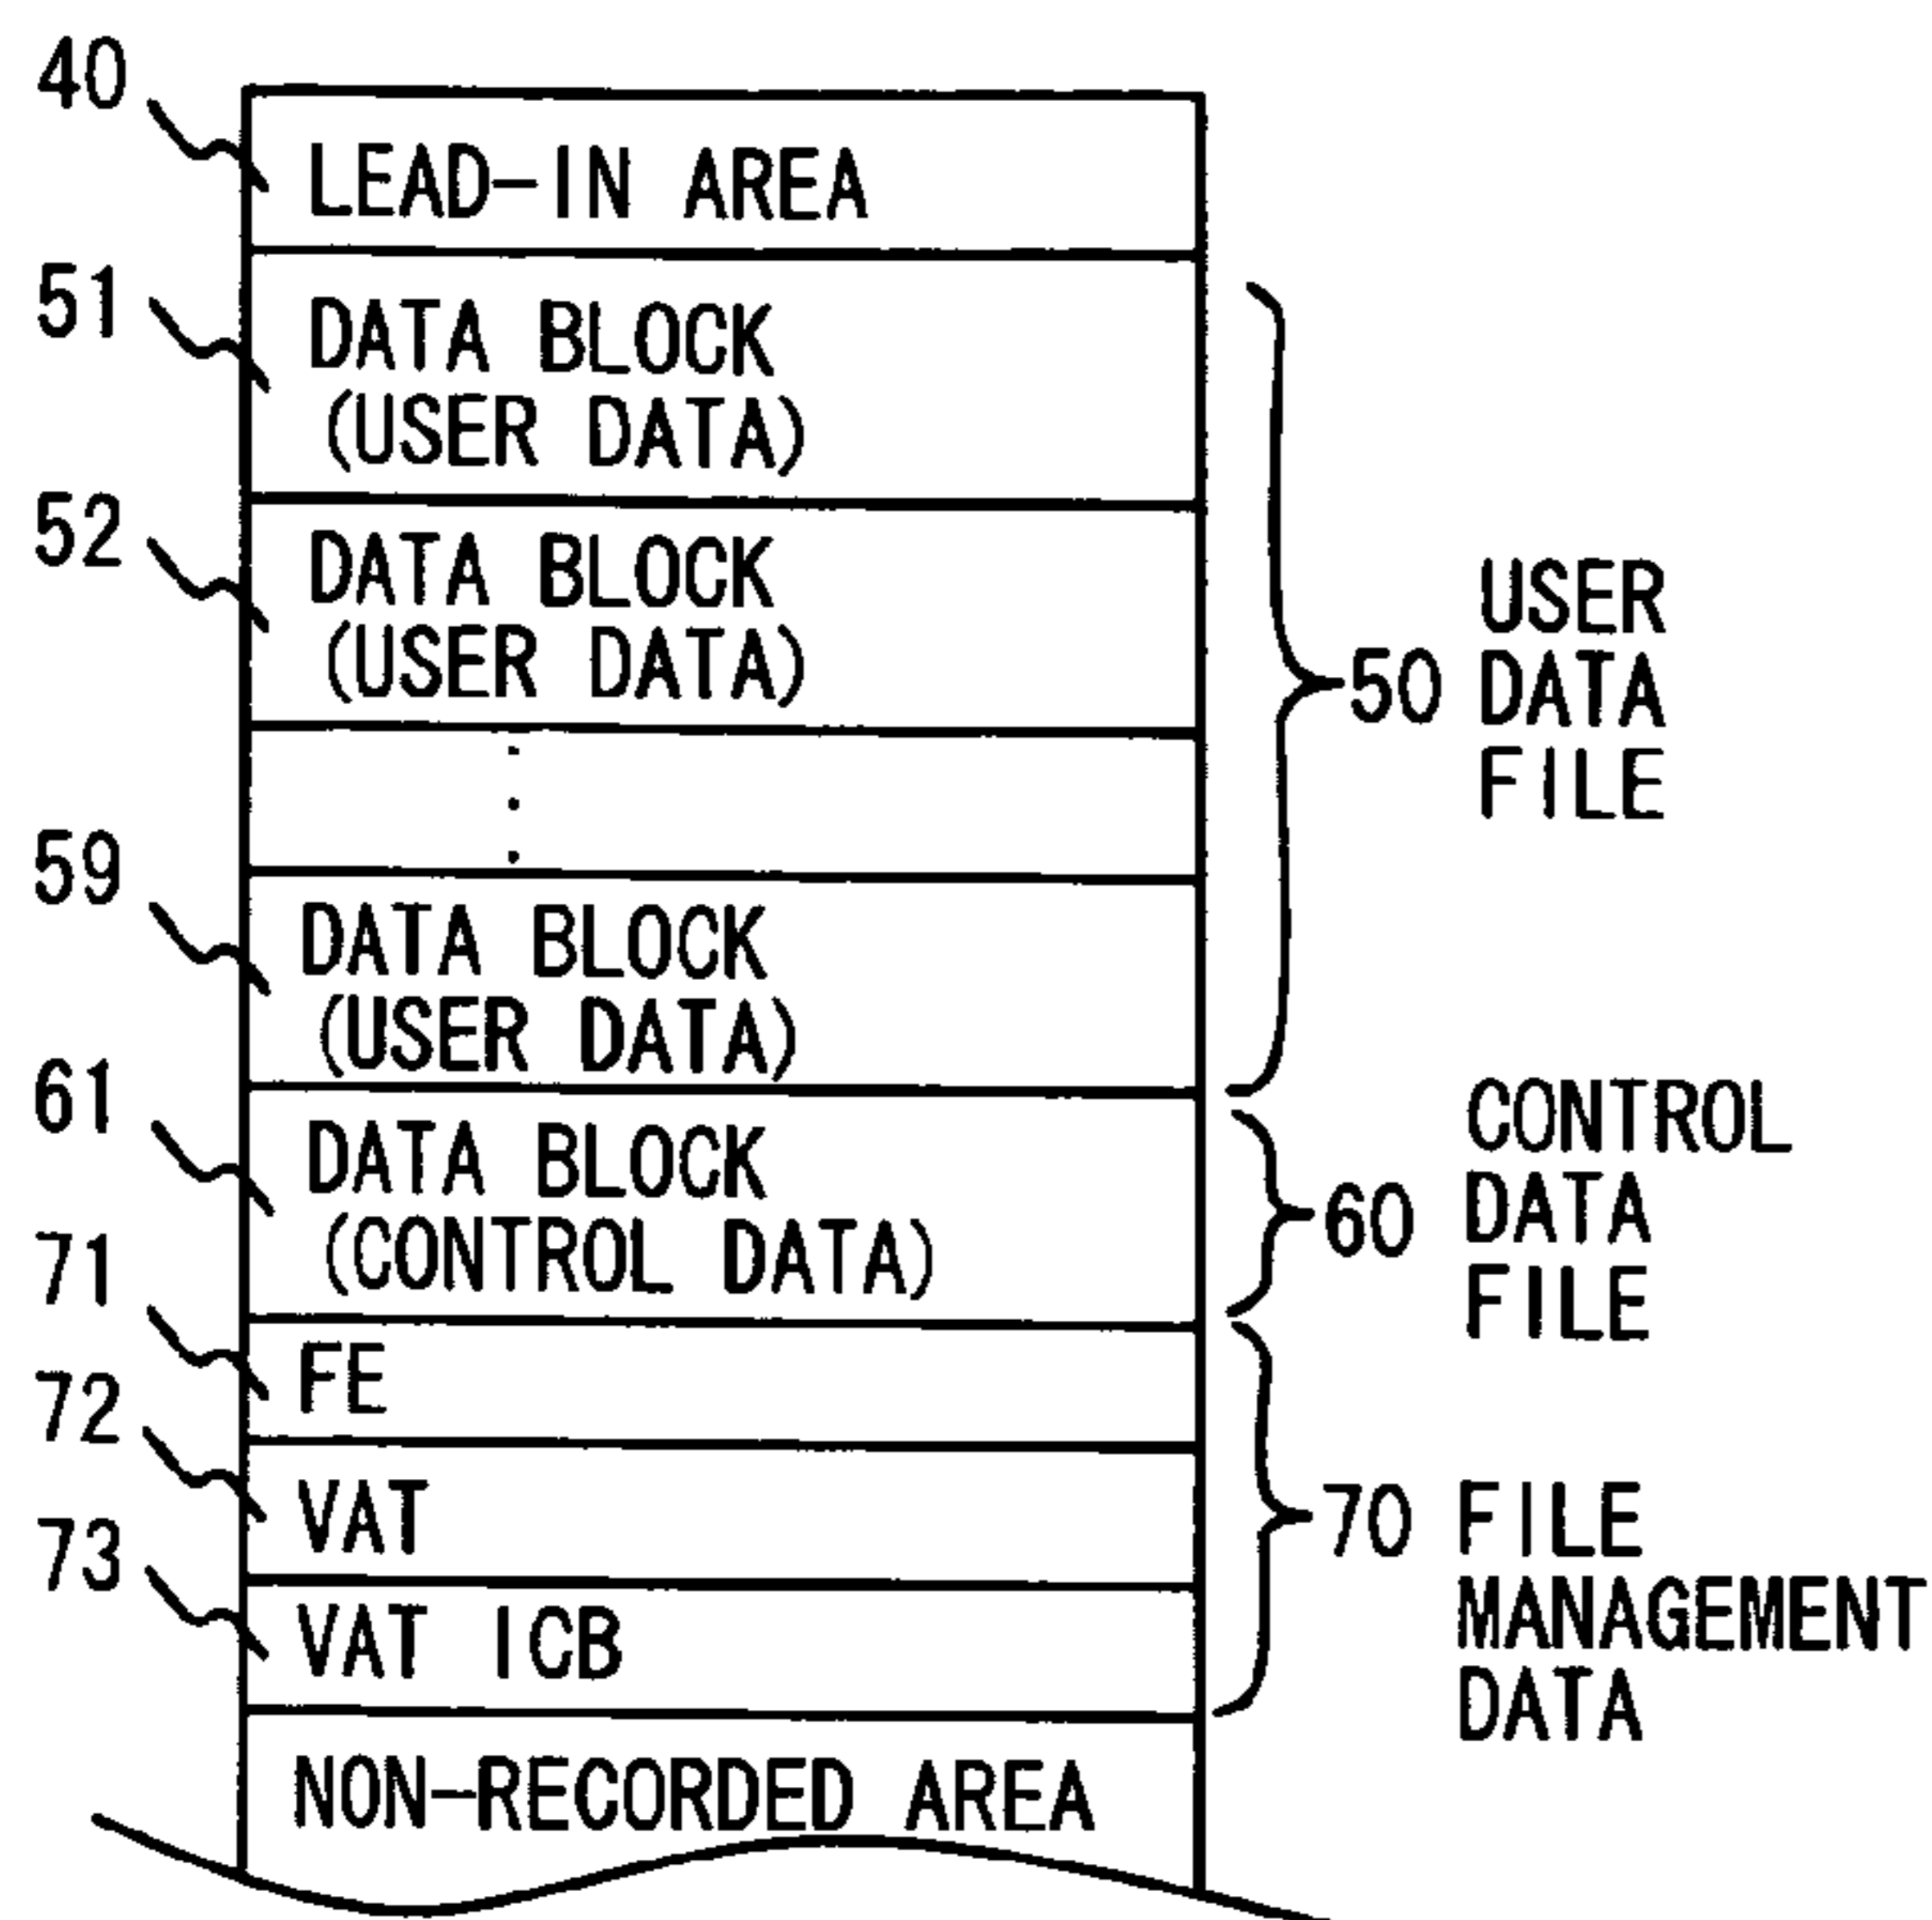 40
LEAD-IN AREA
51
DATA BLOCK
(USER DATA)
52
DATA BLOCK
(USER DATA)
50
USER
DATA
FILE
59
DATA BLOCK
(USER DATA)
61
DATA BLOCK
(CONTROL DATA)
60
CONTROL
DATA
FILE
71
FE
72
VAT
73
VAT ICB
70
FILE
MANAGEMENT
DATA
NON-RECORDED AREA